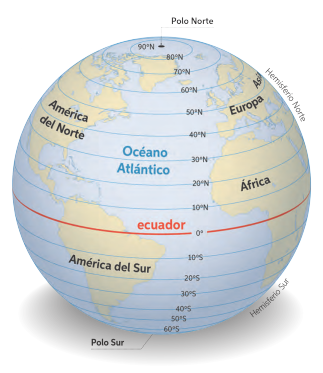 Polo Norte
90°N
80°N
70°N
60°N
Asia
Hemisferio Norte
Europa
50°N
América
del Norte
40°N
Océano
Atlántico
30°N
20°N
África
10°N
ecuador
0°
América del Sur
10°S
20°S
30°S
Hemisferio Sur
40°S
50°S
60°S
Polo Sur